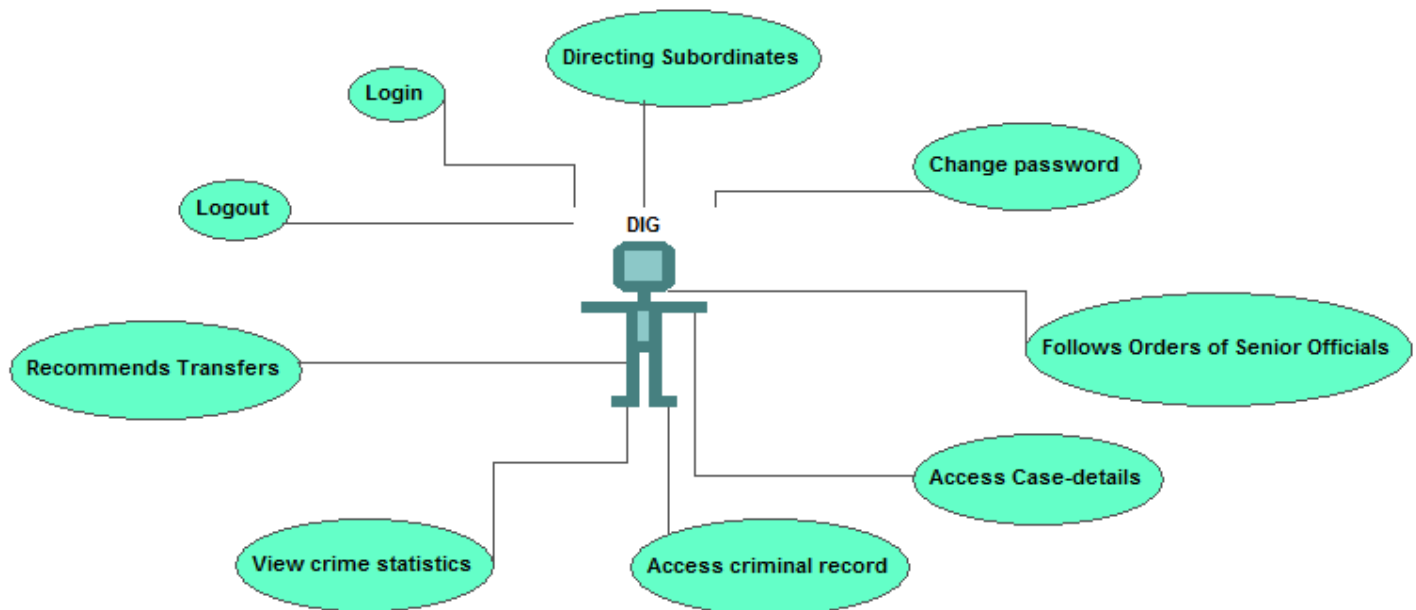 Directing Subordinates
Login
Change password
Logout
DIG
Follows Orders of Senior Officials
Recommends Transfers
Access Case-details
View crime statistics
Access criminal record